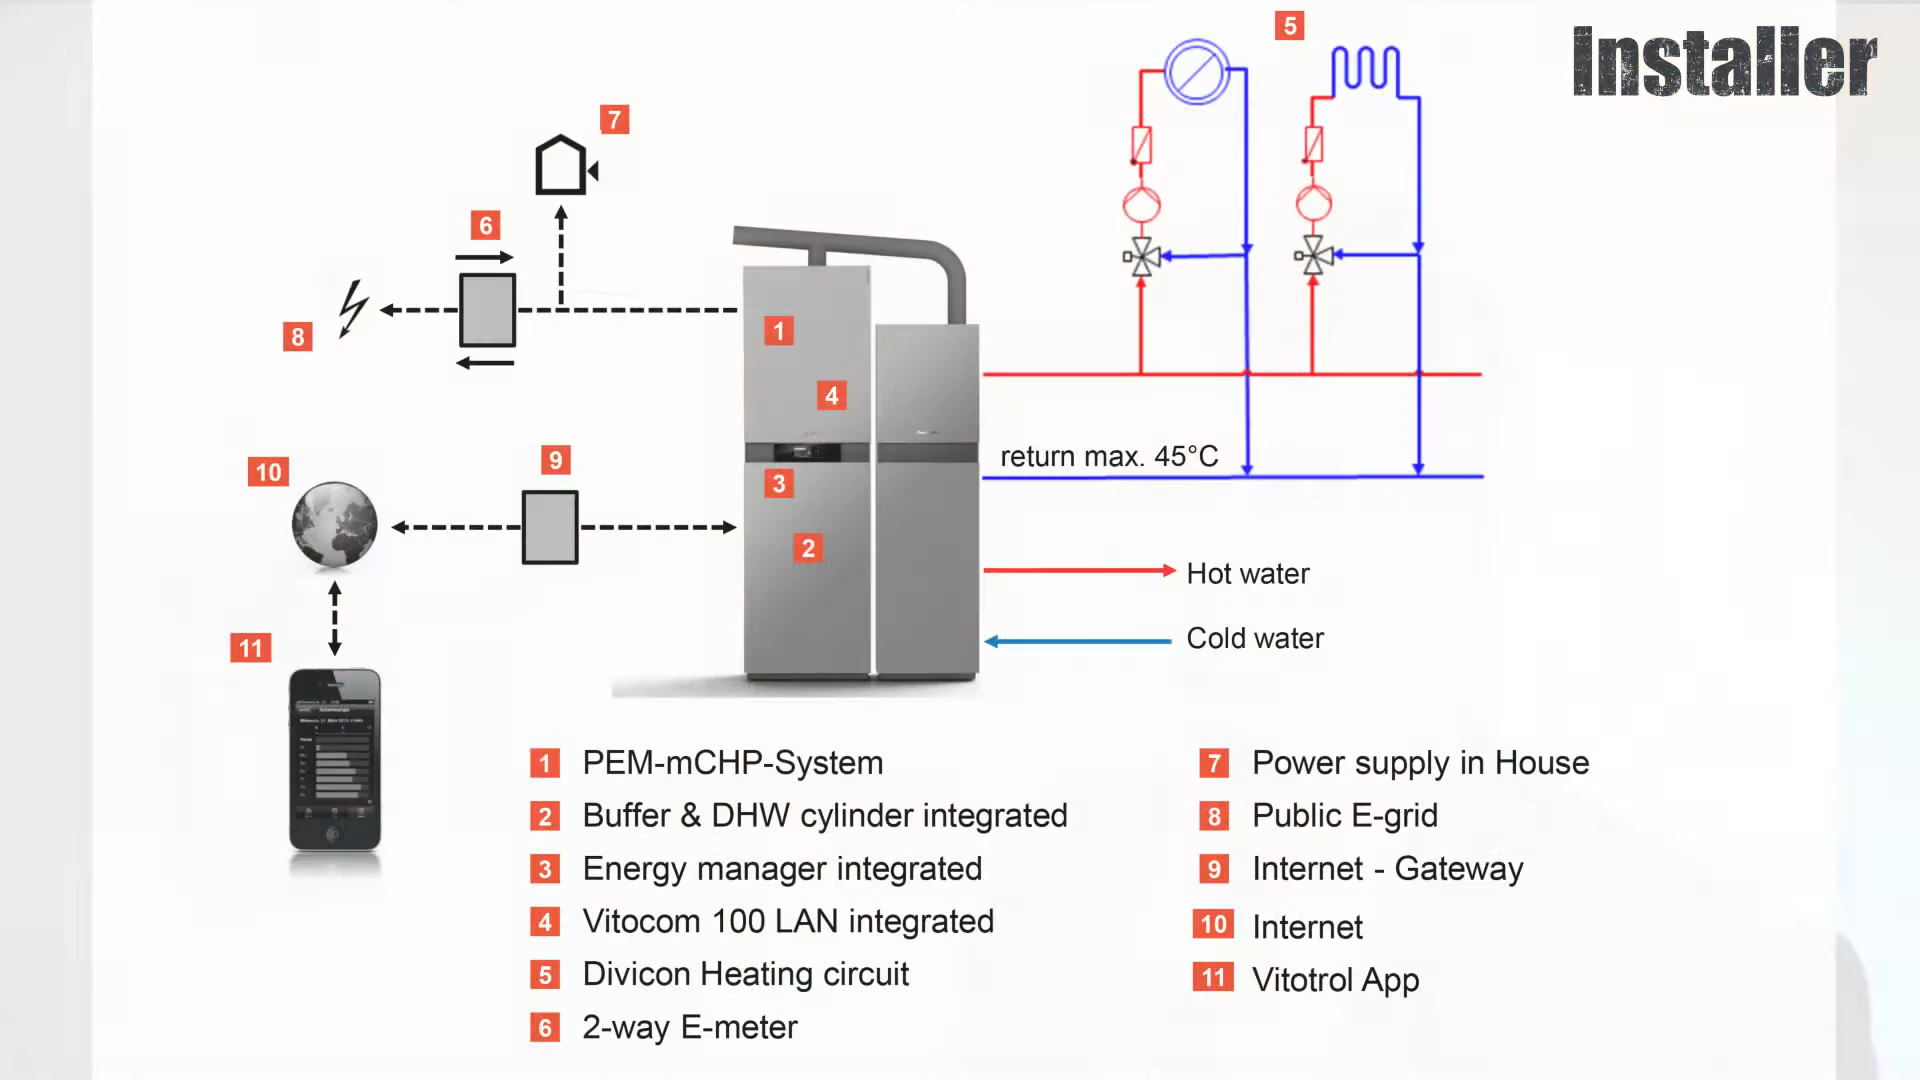 Installer
5
7
6
8
1
4
return max. 45°C
10
9
3
2
Hot water
11
Cold water
1 PEM-mCHP-System
2 Buffer & DHW cylinder integrated
3 Energy manager integrated
4 Vitocom 100 LAN integrated
5 Divicon Heating circuit
6 2-way E-meter
7 Power supply in House
8 Public E-grid
9 Internet - Gateway
10 Internet
11 Vitotrol App